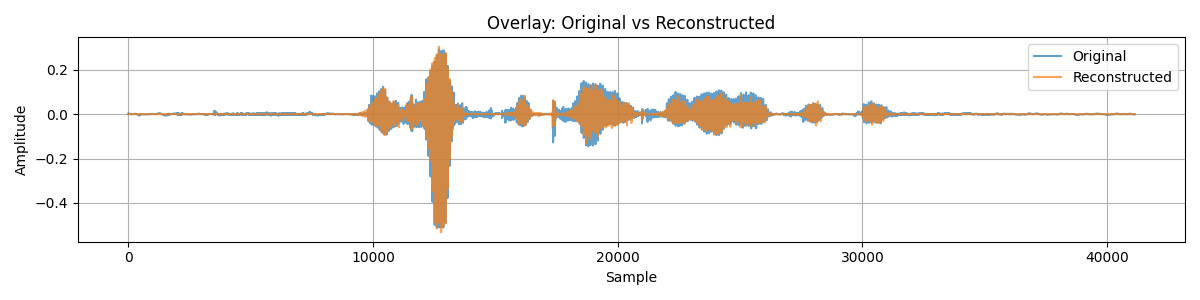 Overlay: Original vs Reconstructed
Original
Reconstructed
Amplitude
0.2
0.0
−0.2
−0.4
0
10000
20000
30000
40000
Sample